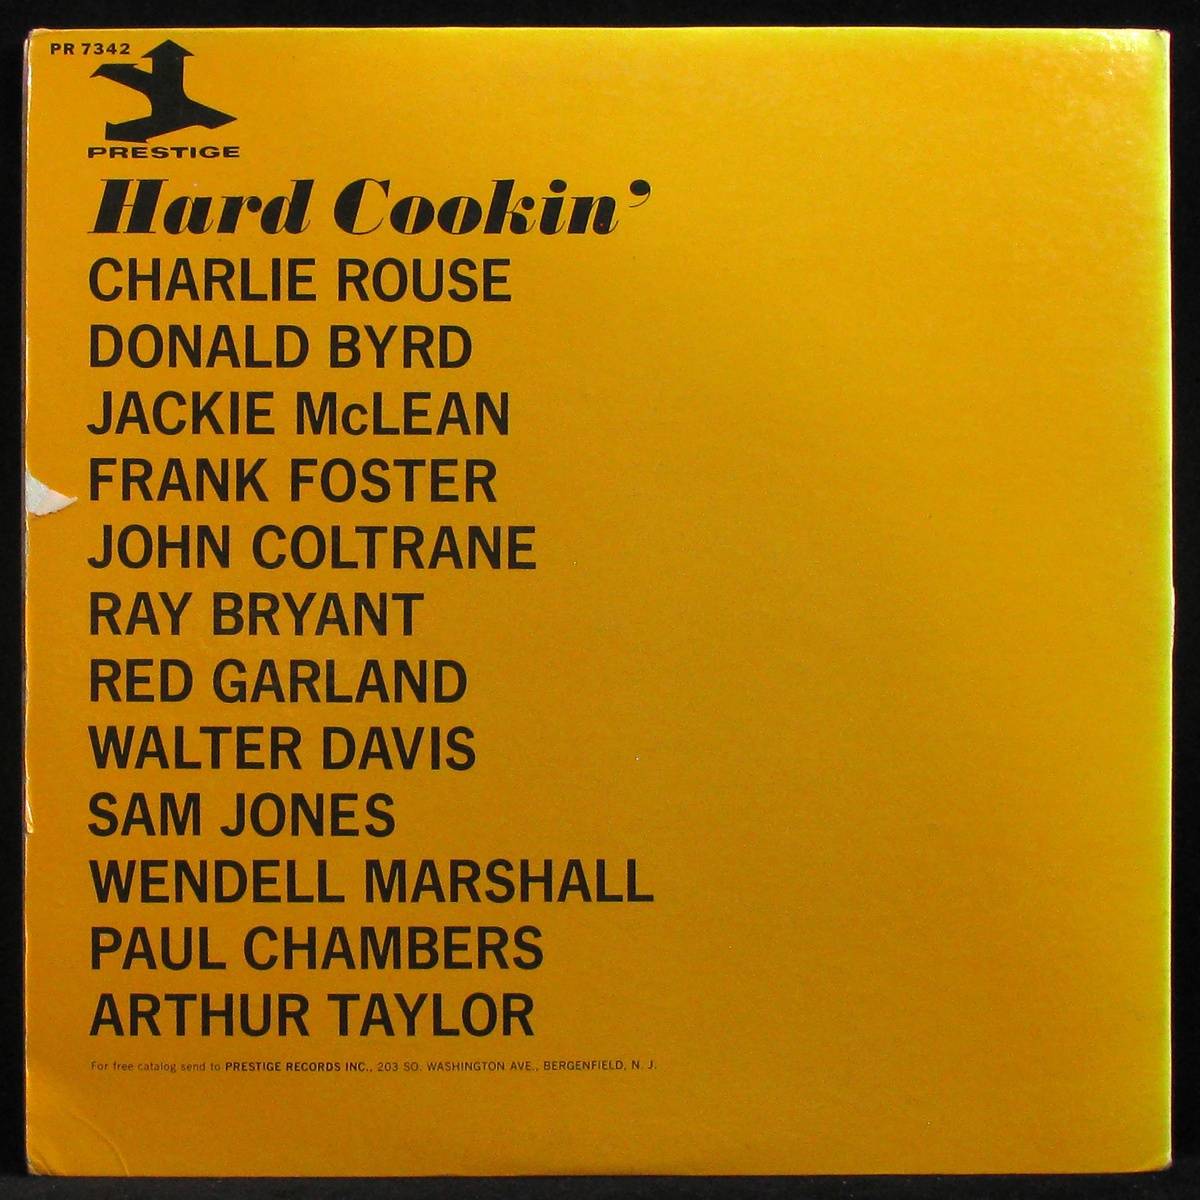 PR 7342
PRESTIGE
Hard Cookin’
CHARLIE ROUSE
DONALD BYRD
JACKIE McLEAN
FRANK FOSTER
JOHN COLTRANE
RAY BRYANT
RED GARLAND
WALTER DAVIS
SAM JONES
WENDELL MARSHALL
PAUL CHAMBERS
ARTHUR TAYLOR
For free catalog send to PRESTIGE RECORDS INC., 203 SO. WASHINGTON AVE., BERGENFIELD, N. J.